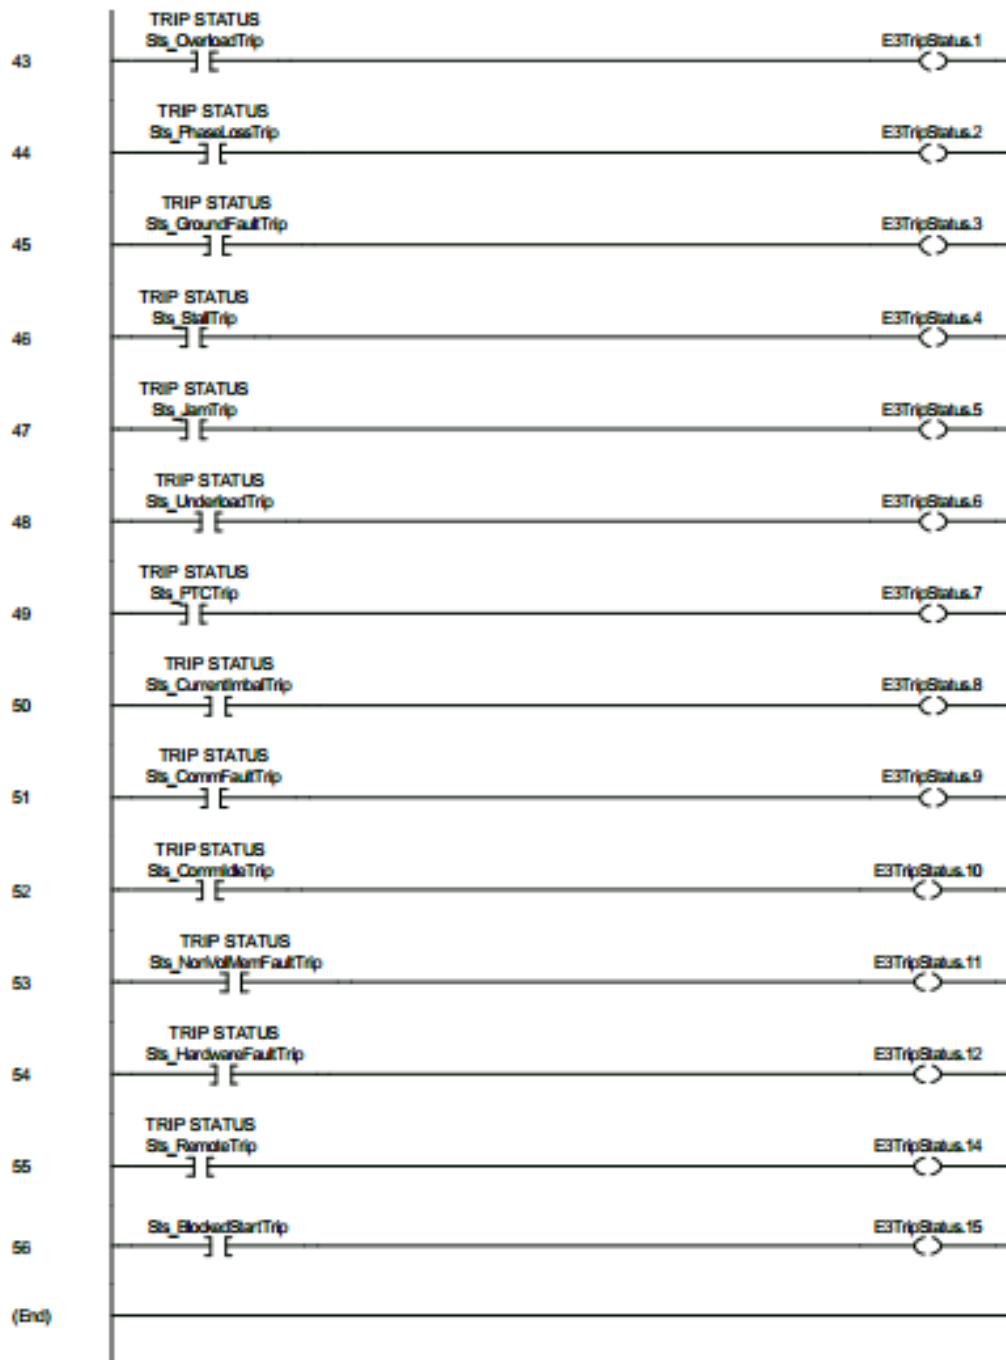 TRIP STATUS
Sts_OverloadTrip E3TripStatus.1
43
TRIP STATUS
Sts_PhaseLossTrip E3TripStatus.2
44
TRIP STATUS
Sts_GroundFaultTrip E3TripStatus.3
45
TRIP STATUS
Sts_StallTrip E3TripStatus.4
46
TRIP STATUS
Sts_JamTrip E3TripStatus.5
47
TRIP STATUS
Sts_UnderloadTrip E3TripStatus.6
48
TRIP STATUS
Sts_PTCTrip E3TripStatus.7
49
TRIP STATUS
Sts_CurrentImbalTrip E3TripStatus.8
50
TRIP STATUS
Sts_CommFaultTrip E3TripStatus.9
51
TRIP STATUS
Sts_CommIdleTrip E3TripStatus.10
52
TRIP STATUS
Sts_NonVolMemFaultTrip E3TripStatus.11
53
TRIP STATUS
Sts_HardwareFaultTrip E3TripStatus.12
54
TRIP STATUS
Sts_RemoteTrip E3TripStatus.14
55
Sts_BlockedStartTrip E3TripStatus.15
56
(End)